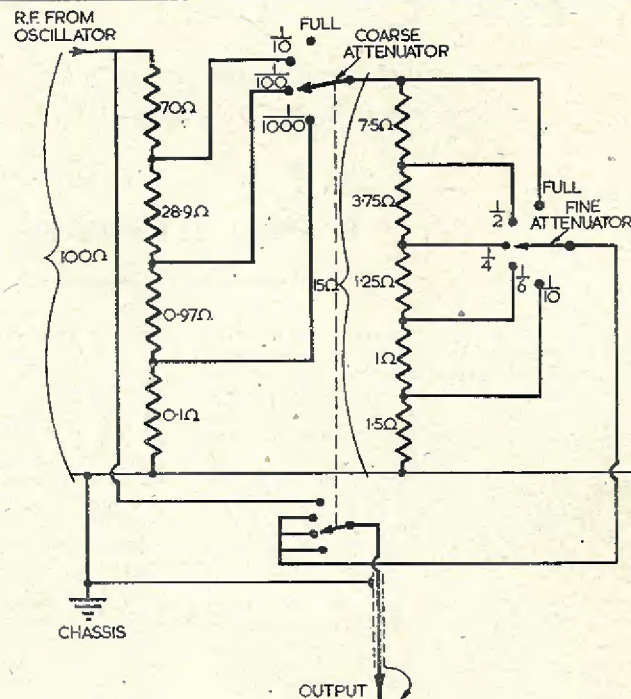 R.F. FROM
OSCILLATOR
FULL
1/10
1/100
1/1000
COARSE
ATTENUATOR
70Ω
28·9Ω
100Ω
0·97Ω
0·1Ω
15Ω
7·5Ω
3·75Ω
1·25Ω
1Ω
1·5Ω
FULL
FINE
ATTENUATOR
1/2
1/4
1/6
1/10
CHASSIS
OUTPUT